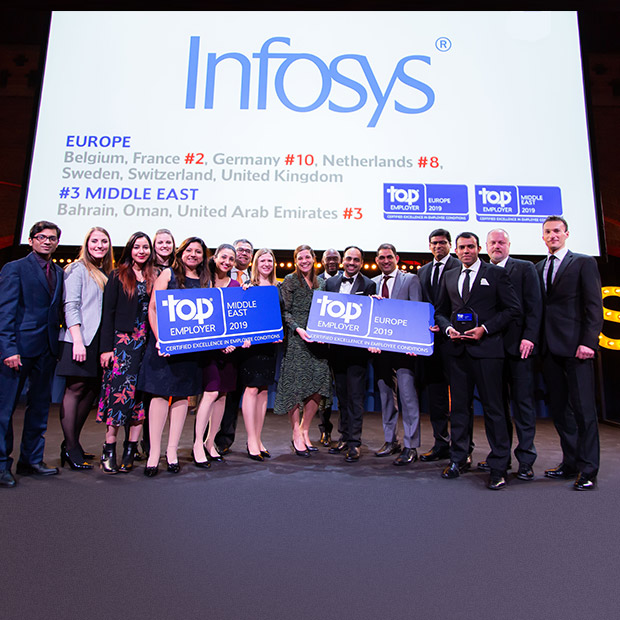 Infosys®
EUROPE
Belgium, France #2, Germany #10, Netherlands #8,
Sweden, Switzerland, United Kingdom
#3 MIDDLE EAST
Bahrain, Oman, United Arab Emirates #3
top
EMPLOYER
EUROPE
2019
CERTIFIED EXCELLENCE IN EMPLOYEE CONDITIONS
top
EMPLOYER
MIDDLE
EAST
2019
CERTIFIED EXCELLENCE IN EMPLOYEE CONDITIONS
top
EMPLOYER
MIDDLE
EAST
2019
CERTIFIED EXCELLENCE IN EMPLOYEE CONDITIONS
top
EMPLOYER
EUROPE
2019
CERTIFIED EXCELLENCE IN EMPLOYEE CONDITIONS
top